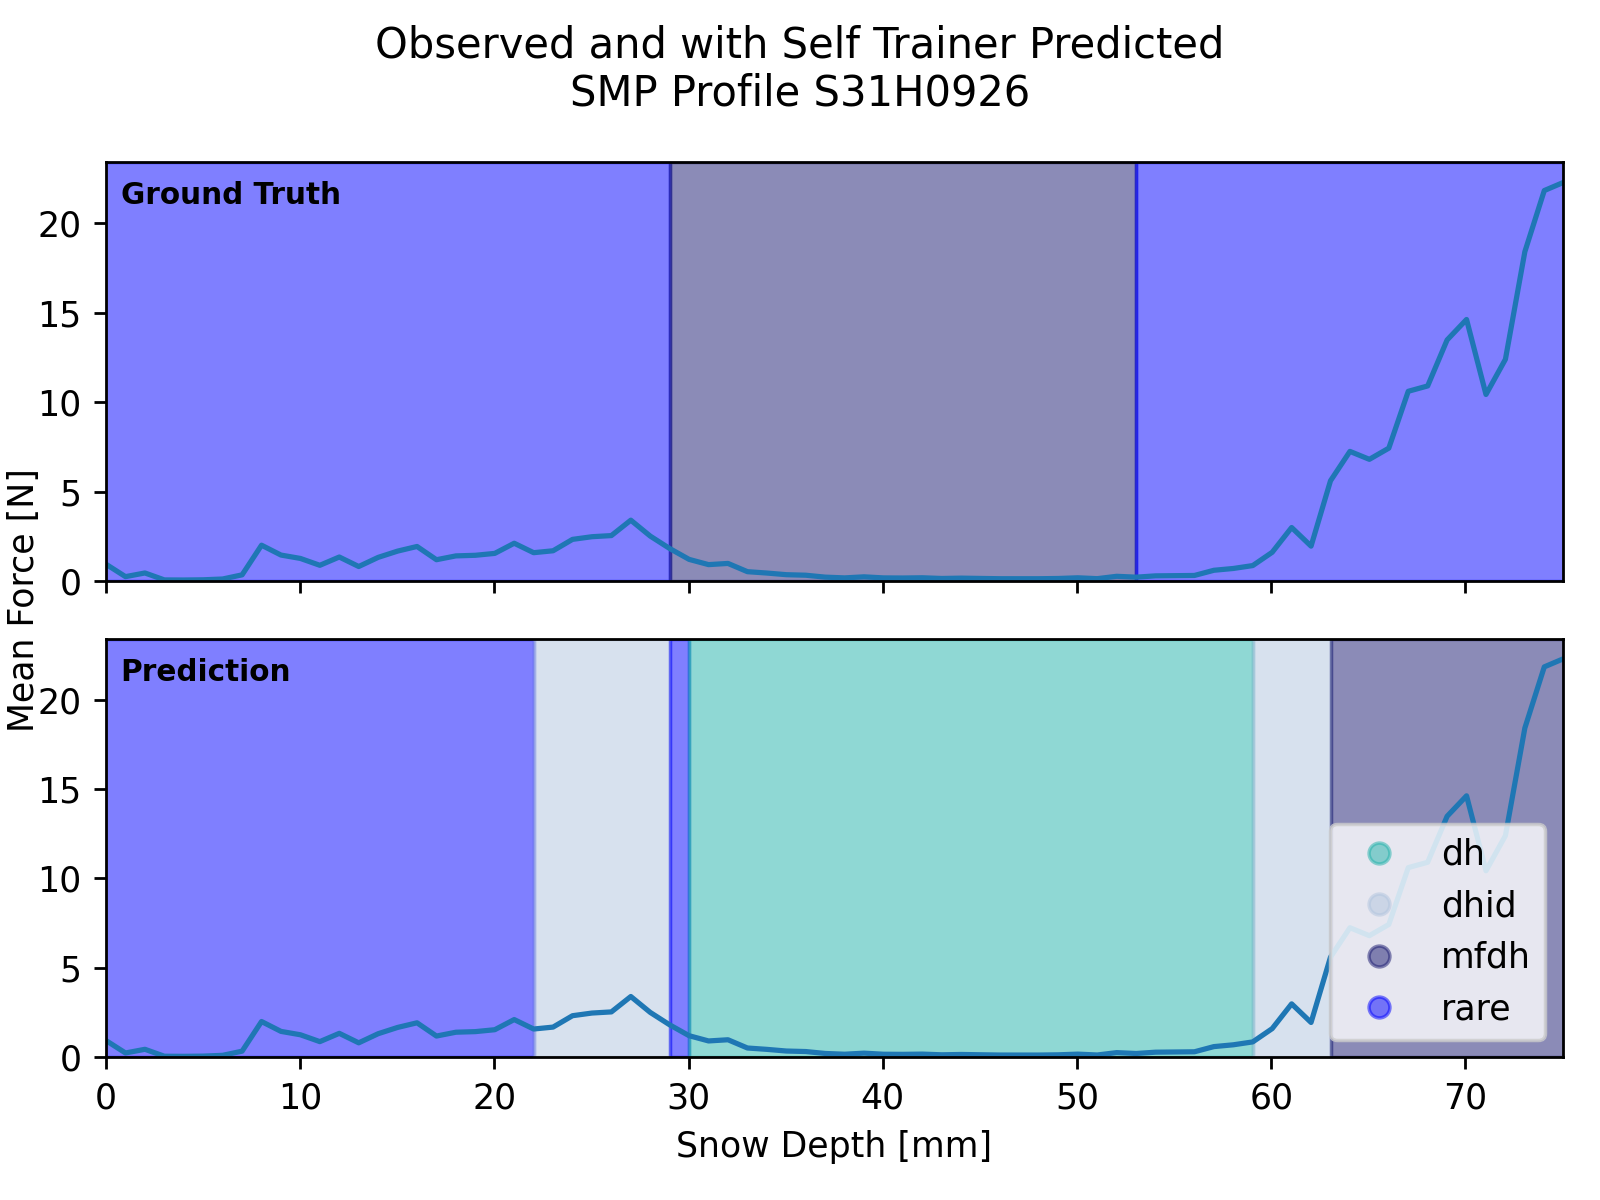 Observed and with Self Trainer Predicted
SMP Profile S31H0926
Ground Truth
20
15
10
5
0
Mean Force [N]
Prediction
20
15
10
5
0
dh
dhid
mfdh
rare
0 10 20 30 40 50 60 70
Snow Depth [mm]